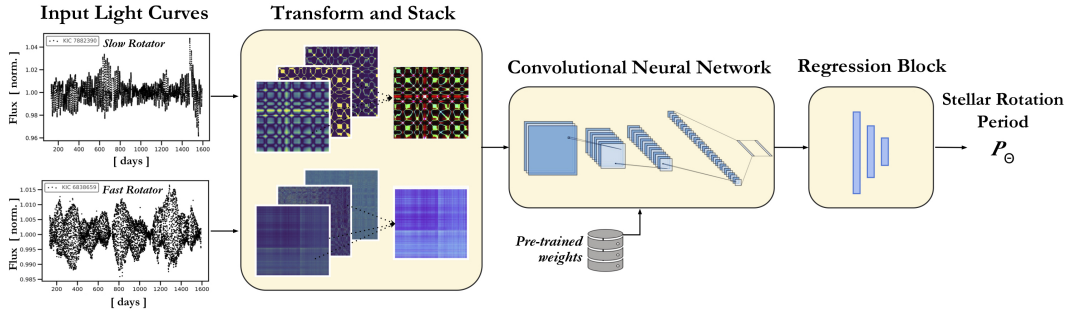 Input Light Curves
Transform and Stack
KIC 7882390
Slow Rotator
1.04
1.02
1.00
0.98
0.96
Flux [ norm. ]
200 400 600 800 1000 1200 1400 1600
[ days ]
KIC 6838659
Fast Rotator
1.015
1.010
1.005
1.000
0.995
0.990
0.985
Flux [ norm. ]
200 400 600 800 1000 1200 1400 1600
[ days ]
Convolutional Neural Network
Pre-trained
weights
Regression Block
Stellar Rotation
Period
P_Θ